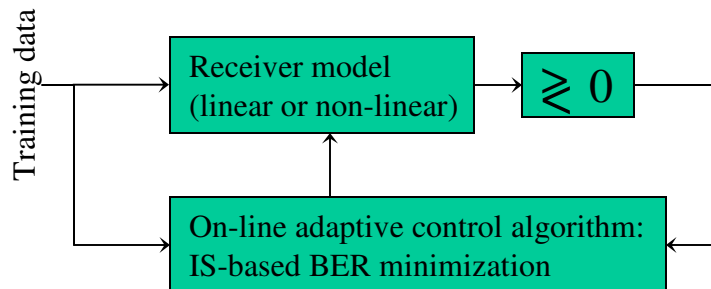 Training data
Receiver model
(linear or non-linear)
≷ 0
On-line adaptive control algorithm:
IS-based BER minimization